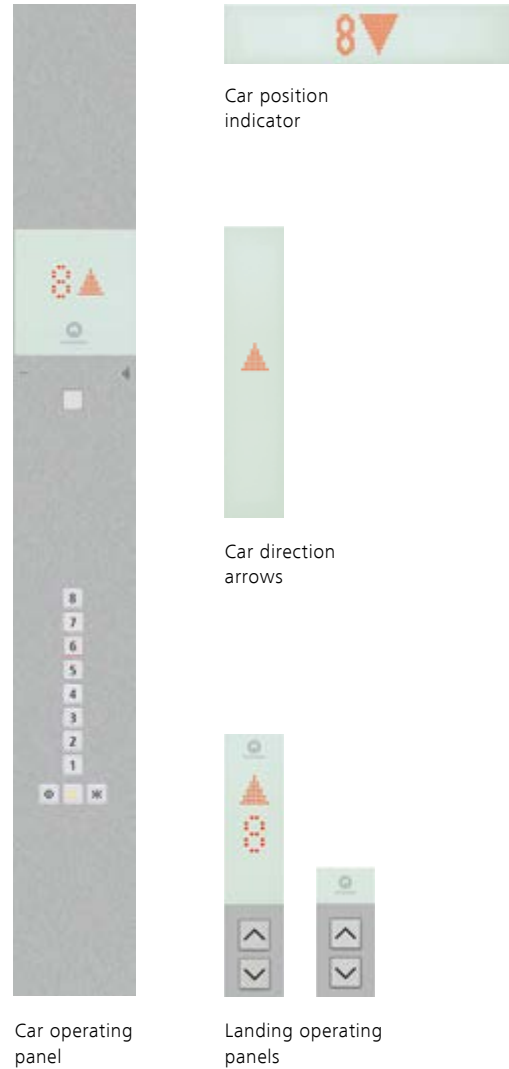 8
Car position
indicator
8
Car direction
arrows
8
7
6
5
4
3
2
1
8
Car operating
panel
Landing operating
panels